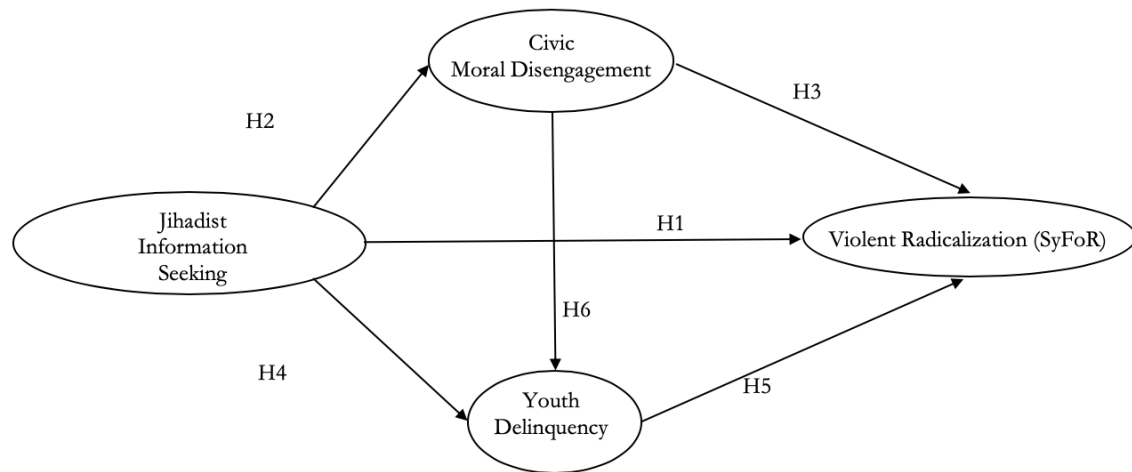 Civic
Moral Disengagement
H3
H2
Jihadist
Information
Seeking
H1
Violent Radicalization (SyFoR)
H6
H4
H5
Youth
Delinquency